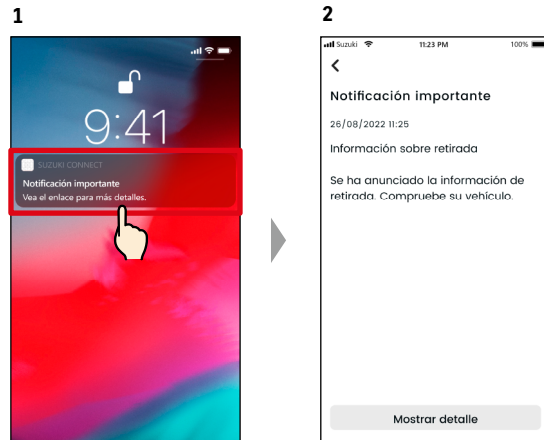 1
9:41
SUZUKI CONNECT
Notificación importante
Vea el enlace para más detalles.
2
Suzuki 11:23 PM 100%
Notificación importante
26/08/2022 11:25
Información sobre retirada
Se ha anunciado la información de
retirada. Compruebe su vehículo.
Mostrar detalle